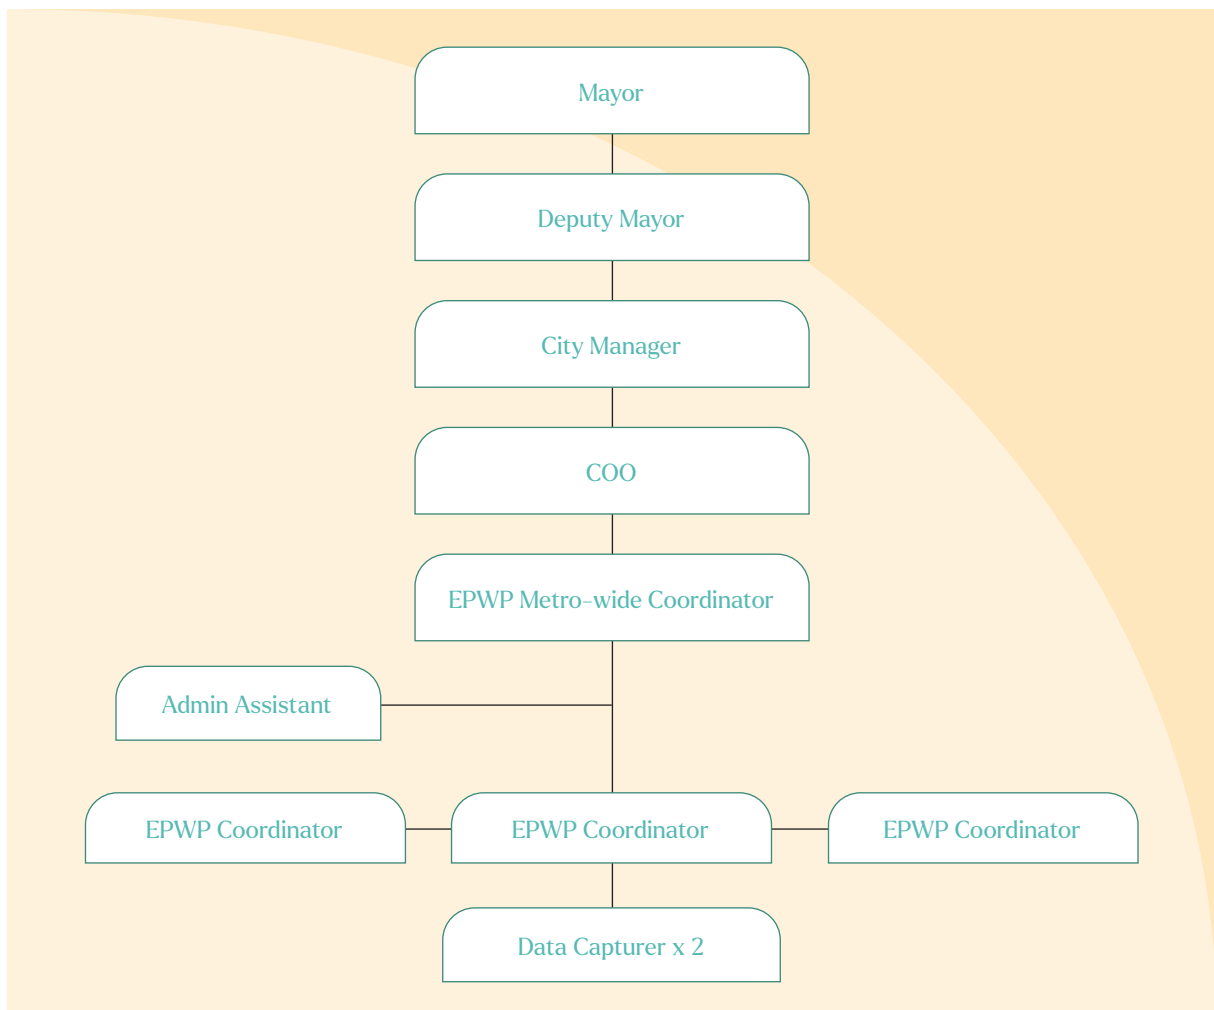 Mayor
Deputy Mayor
City Manager
COO
EPWP Metro-wide Coordinator
Admin Assistant
EPWP Coordinator
EPWP Coordinator
EPWP Coordinator
Data Capturer x 2